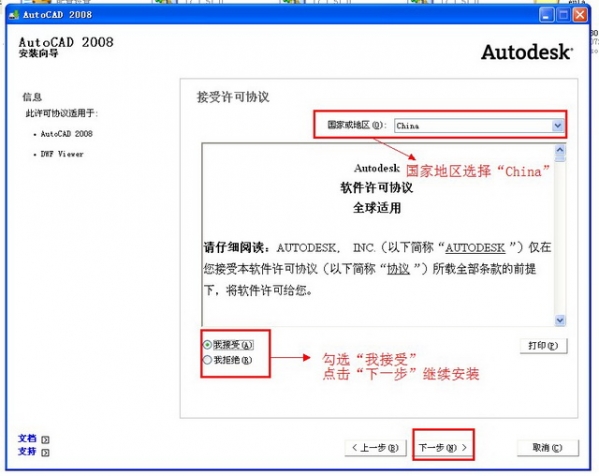 AutoCAD 2008
AutoCAD 2008
安装向导
Autodesk
信息
此许可协议适用于:
• AutoCAD 2008
• DWF Viewer
接受许可协议
国家或地区(Q): China
国家地区选择“China”
Autodesk
软件许可协议
全球适用
请仔细阅读：AUTODESK， INC.（以下简称“AUTODESK ”）仅在
您接受本软件许可协议（以下简称“协议 ”）所载全部条款的前提
下，将软件许可给您。
我接受(A)
我拒绝(R)
打印(P)
勾选“我接受”
点击“下一步”继续安装
文档
支持
< 上一步(B)
下一步(N) >
取消(C)